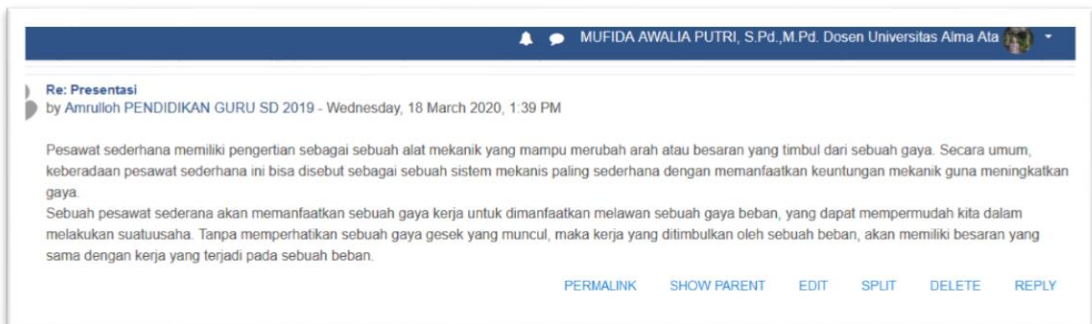 MUFIDA AWALIA PUTRI, S.Pd.,M.Pd. Dosen Universitas Alma Ata
Re: Presentasi
by Amrulloh PENDIDIKAN GURU SD 2019 - Wednesday, 18 March 2020, 1:39 PM
Pesawat sederhana memiliki pengertian sebagai sebuah alat mekanik yang mampu merubah arah atau besaran yang timbul dari sebuah gaya. Secara umum,
keberadaan pesawat sederhana ini bisa disebut sebagai sebuah sistem mekanis paling sederhana dengan memanfaatkan keuntungan mekanik guna meningkatkan
gaya.
Sebuah pesawat sederana akan memanfaatkan sebuah gaya kerja untuk dimanfaatkan melawan sebuah gaya beban, yang dapat mempermudah kita dalam
melakukan suatuusaha. Tanpa memperhatikan sebuah gaya gesek yang muncul, maka kerja yang ditimbulkan oleh sebuah beban, akan memiliki besaran yang
sama dengan kerja yang terjadi pada sebuah beban.
PERMALINK SHOW PARENT EDIT SPLIT DELETE REPLY